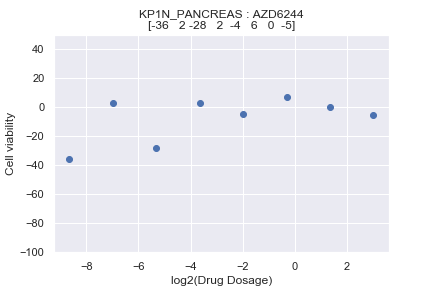 KP1N_PANCREAS : AZD6244
[-36   2 -28   2  -4   6   0  -5]
40
20
0
−20
−40
−60
−80
−100
Cell viability
−8 −6 −4 −2 0 2
log2(Drug Dosage)